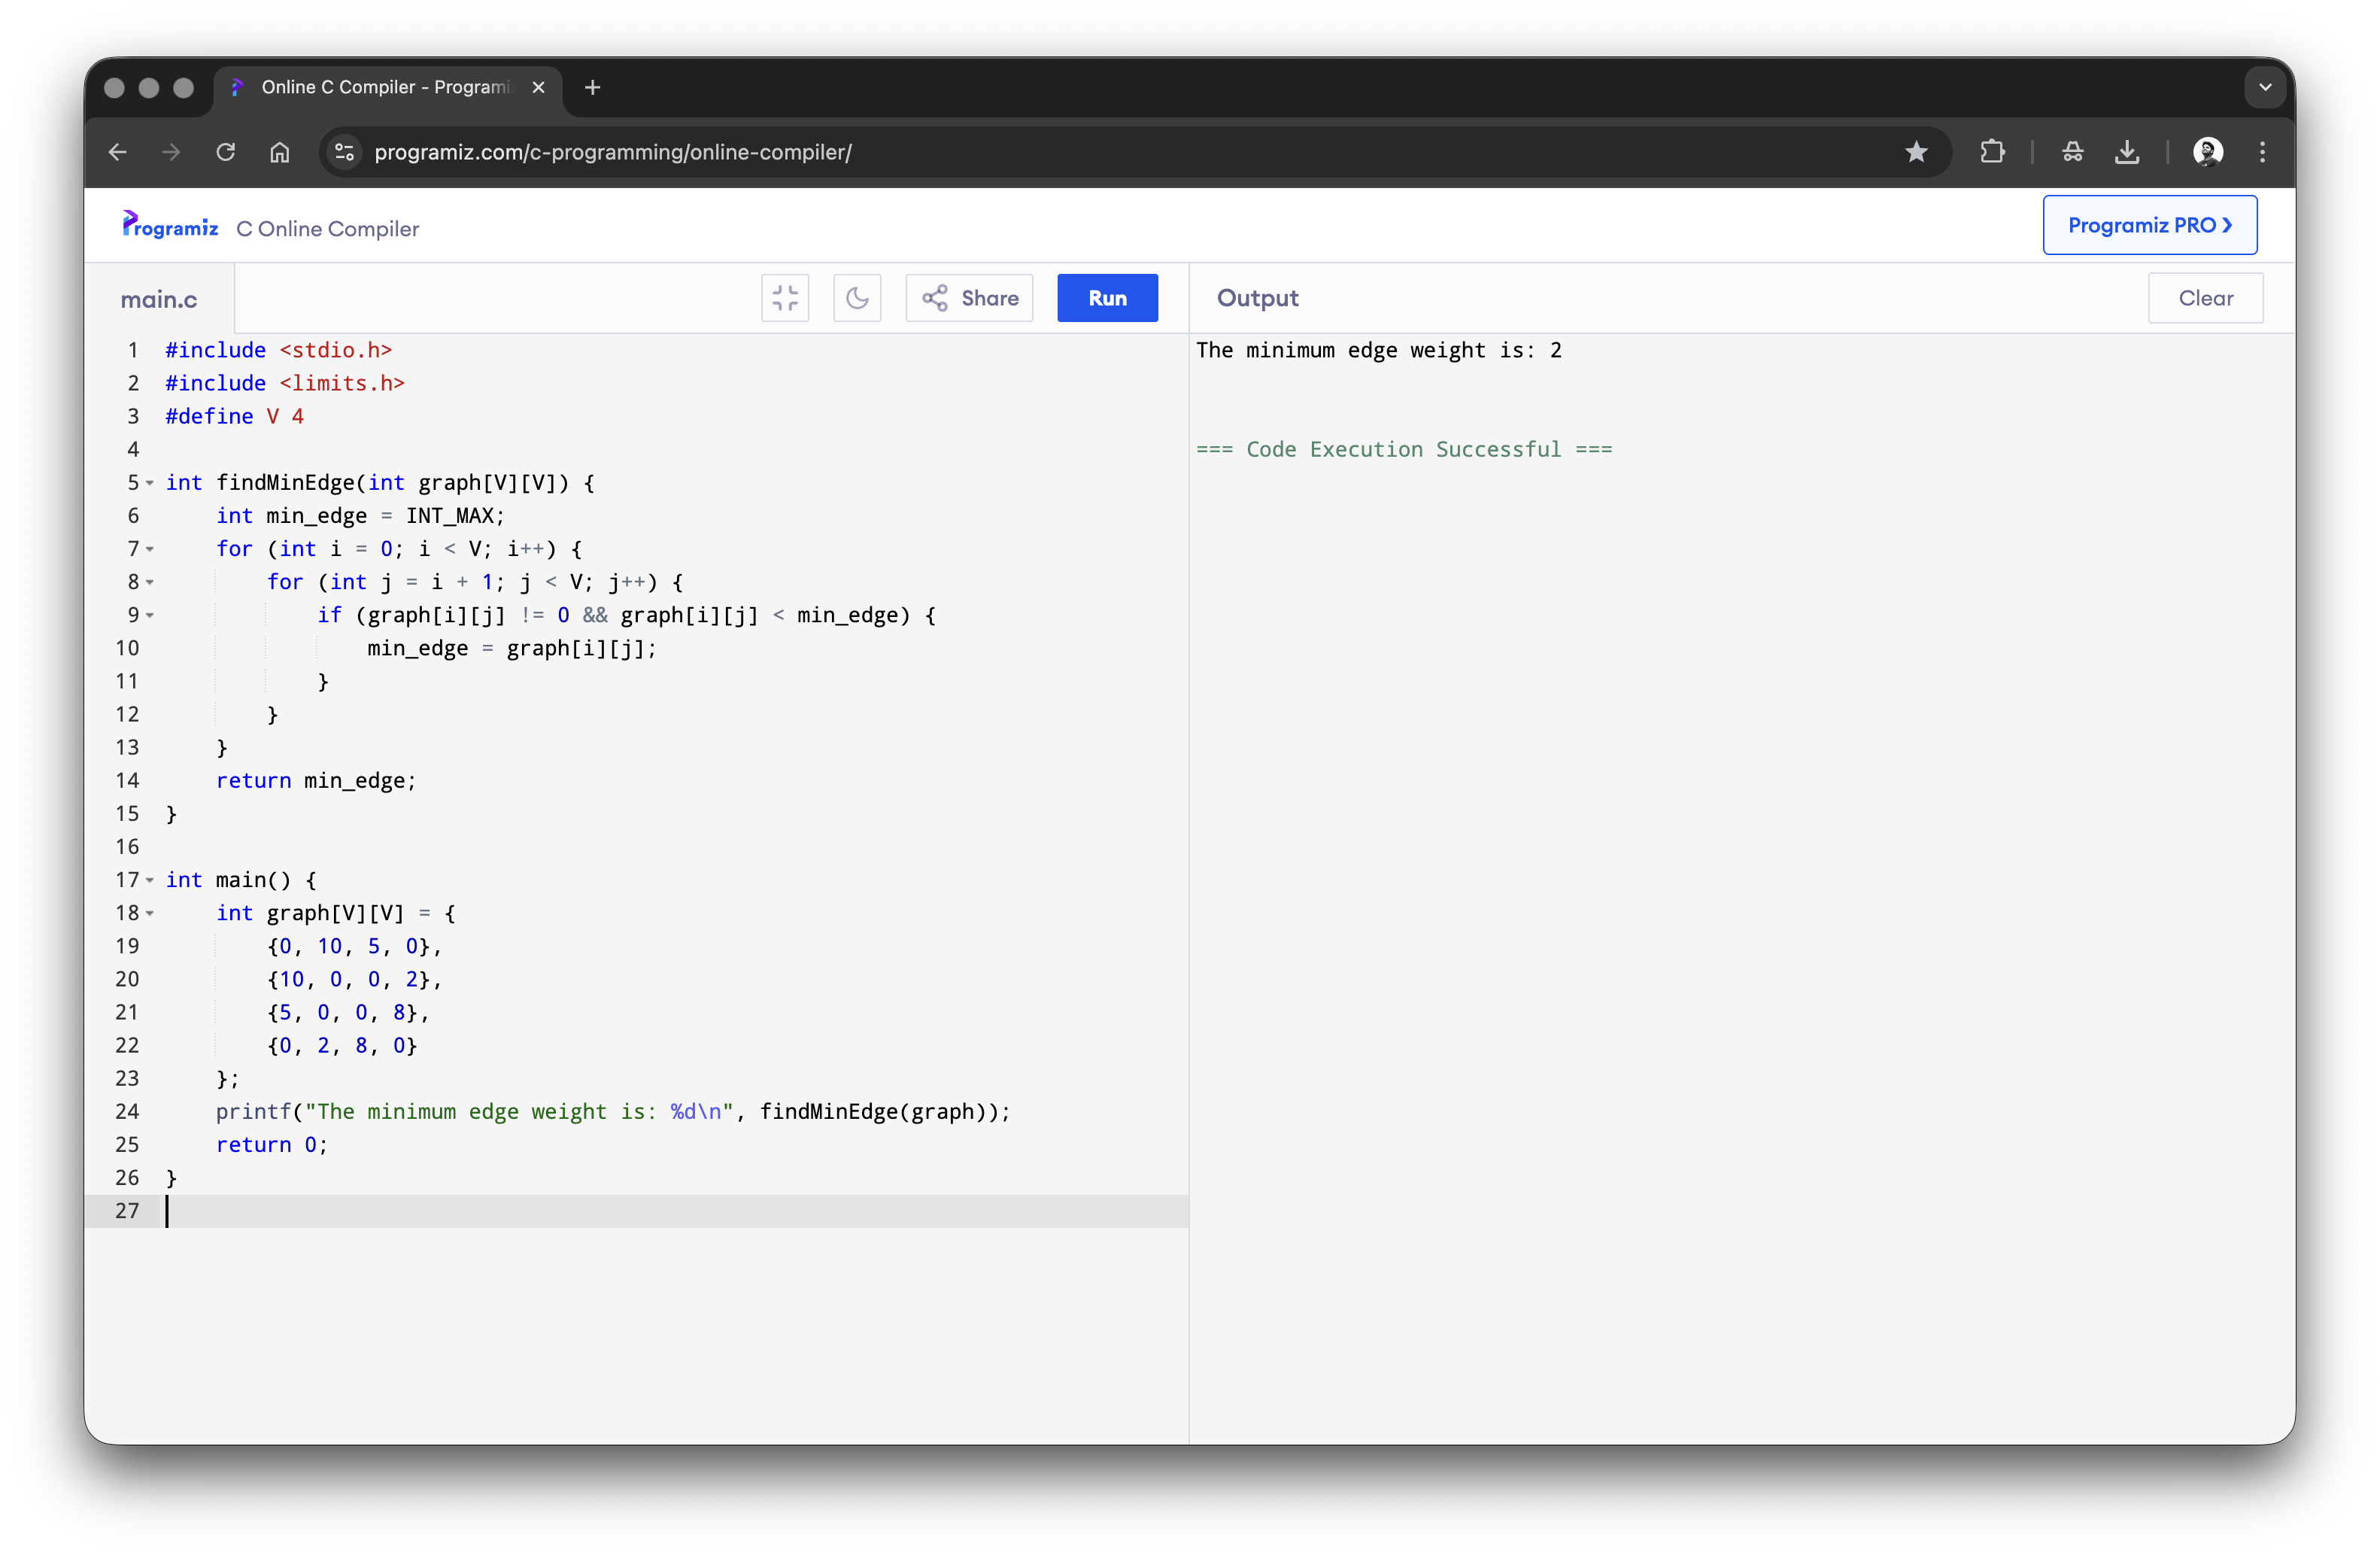 Online C Compiler - Programi
programiz.com/c-programming/online-compiler/
Programiz C Online Compiler
Programiz PRO ❯
main.c
Share
Run
Output
Clear
1 #include <stdio.h>
2 #include <limits.h>
3 #define V 4
4
5 int findMinEdge(int graph[V][V]) {
6     int min_edge = INT_MAX;
7     for (int i = 0; i < V; i++) {
8         for (int j = i + 1; j < V; j++) {
9             if (graph[i][j] != 0 && graph[i][j] < min_edge) {
10                 min_edge = graph[i][j];
11             }
12         }
13     }
14     return min_edge;
15 }
16
17 int main() {
18     int graph[V][V] = {
19         {0, 10, 5, 0},
20         {10, 0, 0, 2},
21         {5, 0, 0, 8},
22         {0, 2, 8, 0}
23     };
24     printf("The minimum edge weight is: %d\n", findMinEdge(graph));
25     return 0;
26 }
27
The minimum edge weight is: 2
=== Code Execution Successful ===